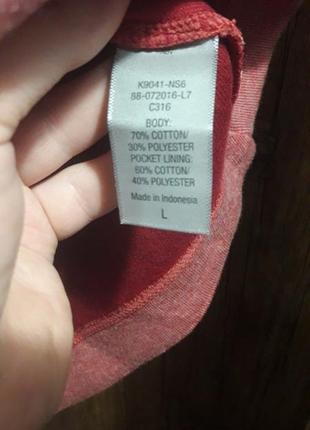 K9041-NS6
88-072016-L7
C316
BODY:
70% COTTON/
30% POLYESTER
POCKET LINING:
60% COTTON/
40% POLYESTER
Made in Indonesia
L